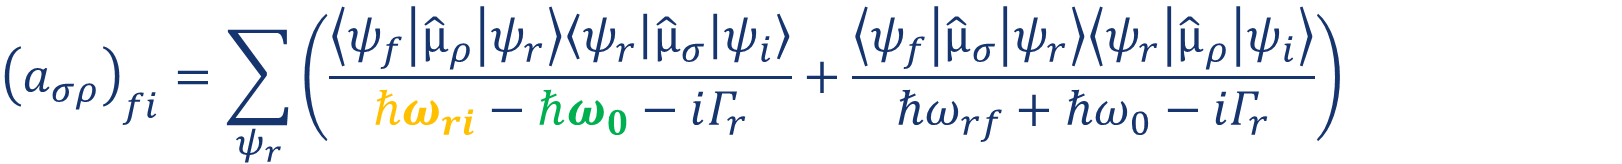 (a_σρ)_fi = ∑_ψ_r ( ⟨ψ_f|μ̂_ρ|ψ_r⟩⟨ψ_r|μ̂_σ|ψ_i⟩ / (ħω_ri − ħω_0 − iΓ_r) + ⟨ψ_f|μ̂_σ|ψ_r⟩⟨ψ_r|μ̂_ρ|ψ_i⟩ / (ħω_rf + ħω_0 − iΓ_r) )